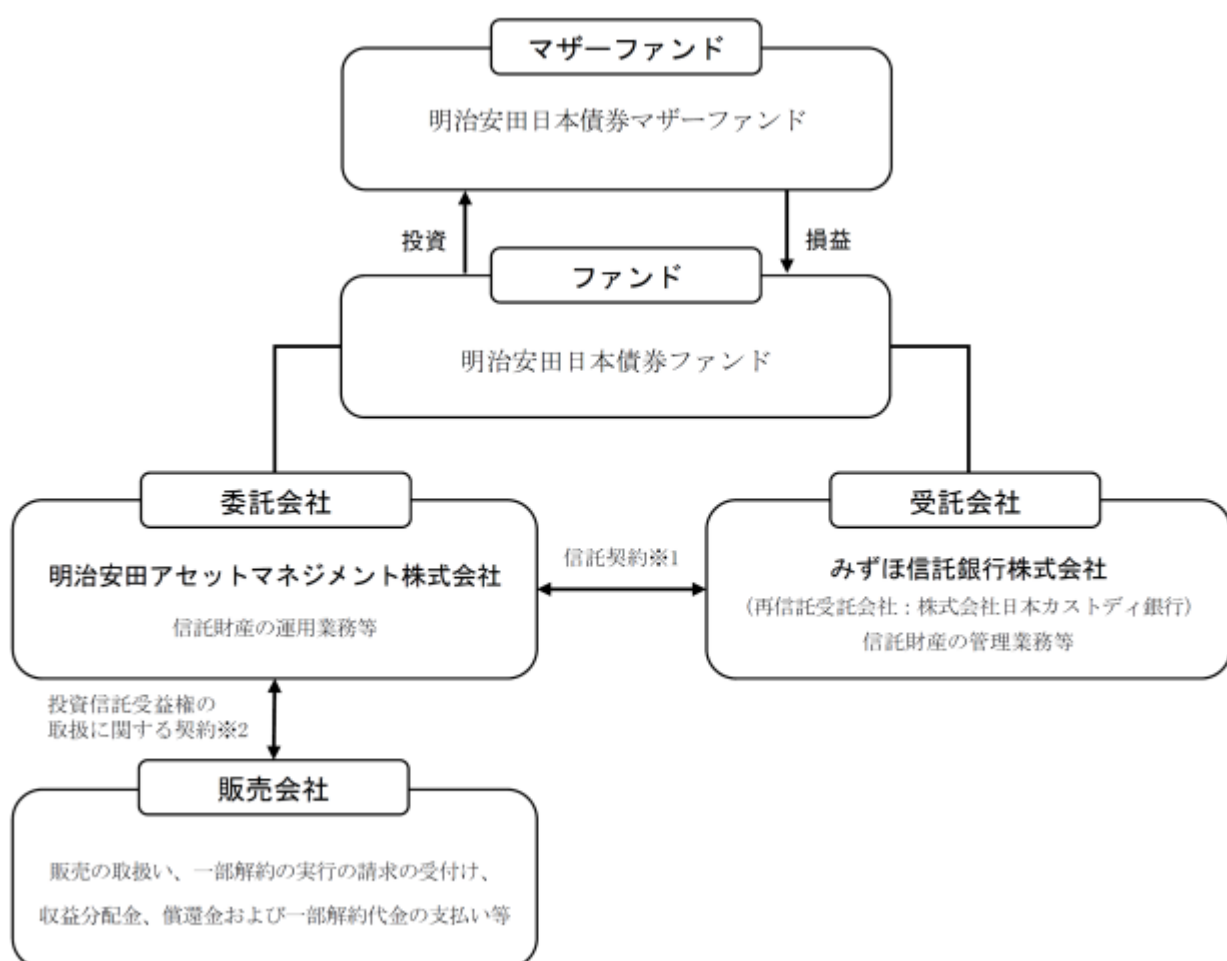 マザーファンド
明治安田日本債券マザーファンド
投資
損益
ファンド
明治安田日本債券ファンド
委託会社
明治安田アセットマネジメント株式会社
信託財産の運用業務等
信託契約※1
受託会社
みずほ信託銀行株式会社
(再信託受託会社：株式会社日本カストディ銀行)
信託財産の管理業務等
投資信託受益権の
取扱に関する契約※2
販売会社
販売の取扱い、一部解約の実行の請求の受付け、
収益分配金、償還金および一部解約代金の支払い等